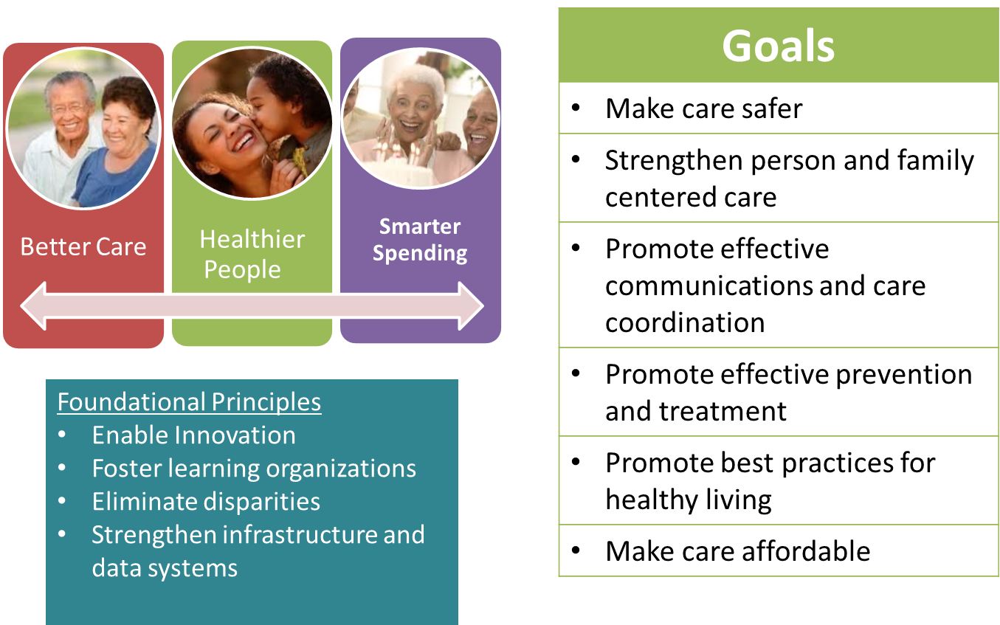 Better Care
Healthier
People
Smarter
Spending
Foundational Principles
• Enable Innovation
• Foster learning organizations
• Eliminate disparities
• Strengthen infrastructure and
data systems
Goals
• Make care safer
• Strengthen person and family
centered care
• Promote effective
communications and care
coordination
• Promote effective prevention
and treatment
• Promote best practices for
healthy living
• Make care affordable